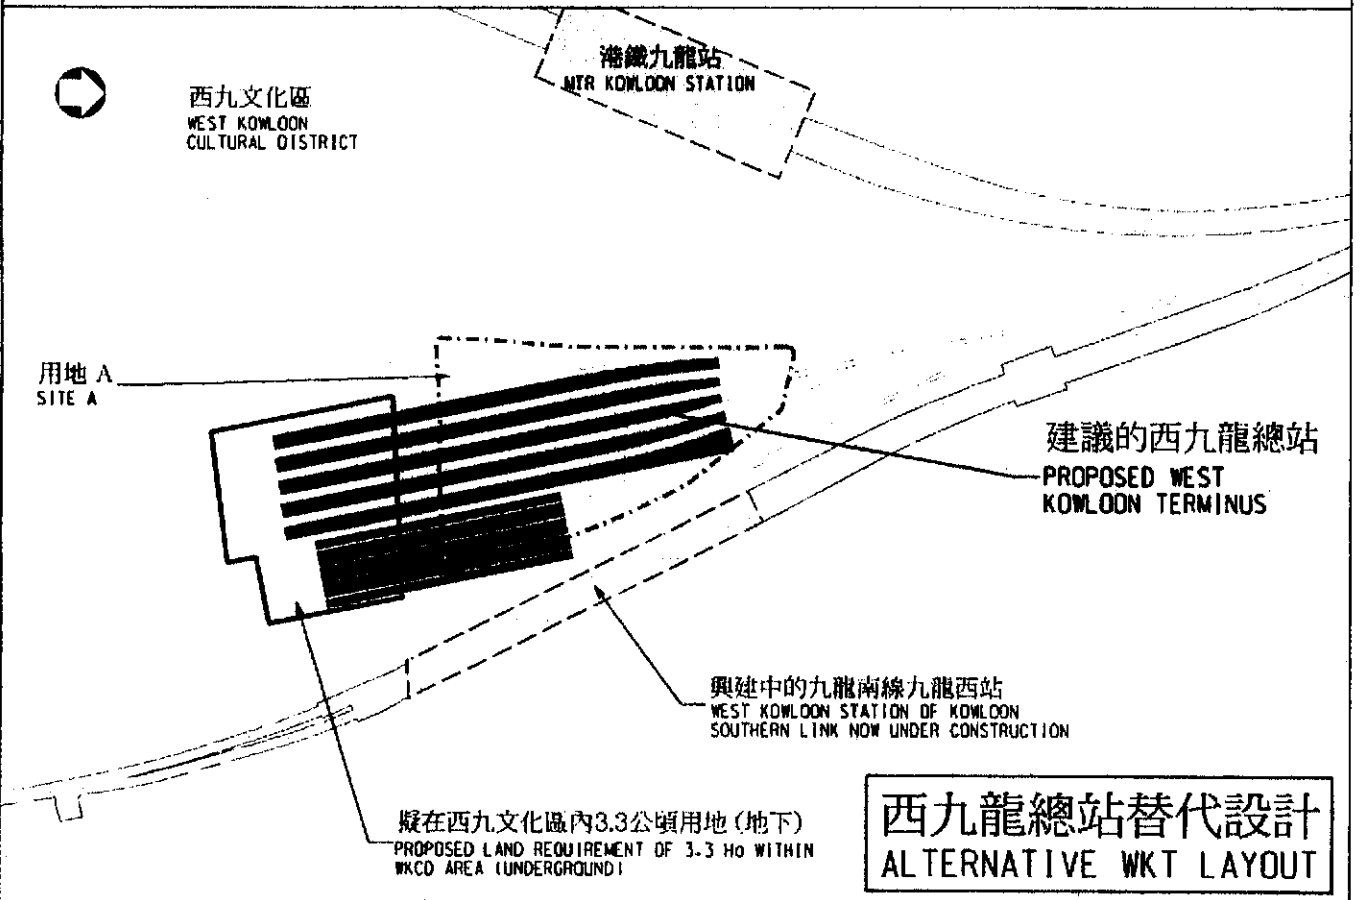 港鐵九龍站
MTR KOWLOON STATION
西九文化區
WEST KOWLOON
CULTURAL DISTRICT
用地 A
SITE A
建議的西九龍總站
PROPOSED WEST
KOWLOON TERMINUS
興建中的九龍南線九龍西站
WEST KOWLOON STATION OF KOWLOON
SOUTHERN LINK NOW UNDER CONSTRUCTION
擬在西九文化區內3.3公頃用地（地下）
PROPOSED LAND REQUIREMENT OF 3.3 Ha WITHIN
WKCD AREA (UNDERGROUND)
西九龍總站替代設計
ALTERNATIVE WKT LAYOUT